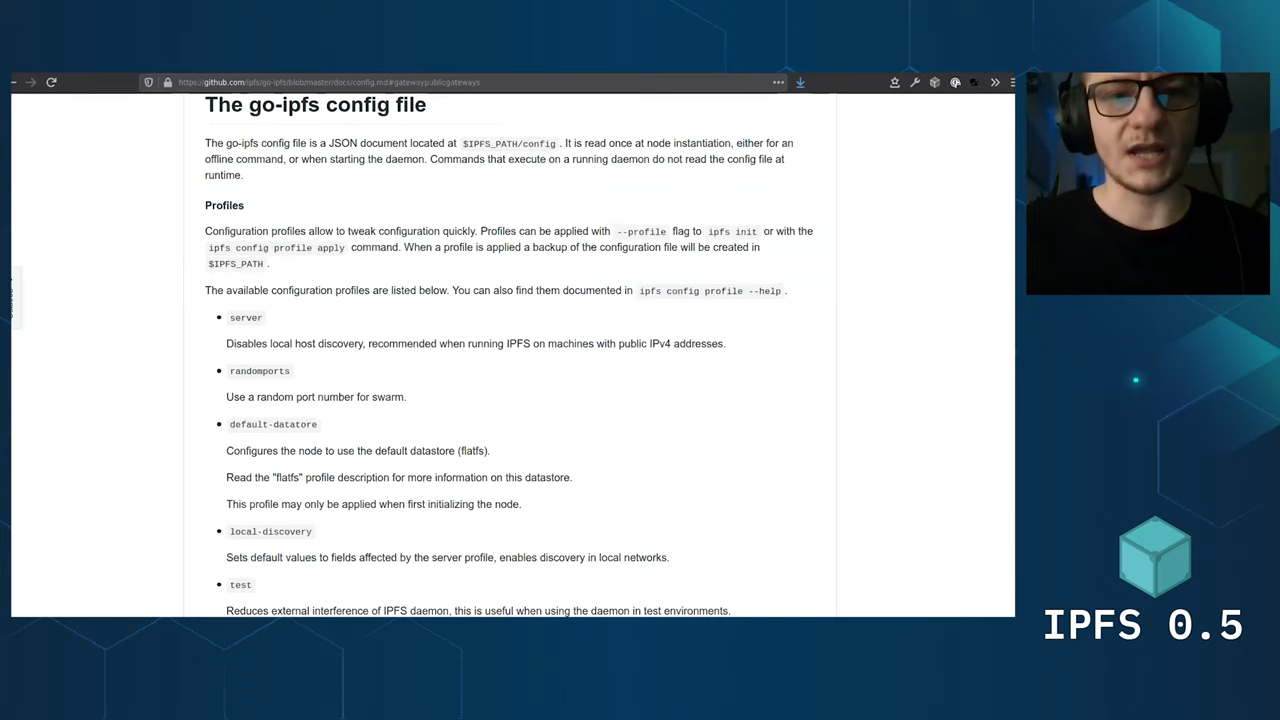 https://github.com/ipfs/go-ipfs/blob/master/docs/config.md#gatewaypublicgateways
The go-ipfs config file
The go-ipfs config file is a JSON document located at $IPFS_PATH/config . It is read once at node instantiation, either for an
offline command, or when starting the daemon. Commands that execute on a running daemon do not read the config file at
runtime.
Profiles
Configuration profiles allow to tweak configuration quickly. Profiles can be applied with --profile flag to ipfs init or with the
ipfs config profile apply command. When a profile is applied a backup of the configuration file will be created in
$IPFS_PATH .
The available configuration profiles are listed below. You can also find them documented in ipfs config profile --help .
• server
Disables local host discovery, recommended when running IPFS on machines with public IPv4 addresses.
• randomports
Use a random port number for swarm.
• default-datatore
Configures the node to use the default datastore (flatfs).
Read the "flatfs" profile description for more information on this datastore.
This profile may only be applied when first initializing the node.
• local-discovery
Sets default values to fields affected by the server profile, enables discovery in local networks.
• test
Reduces external interference of IPFS daemon, this is useful when using the daemon in test environments.
IPFS 0.5